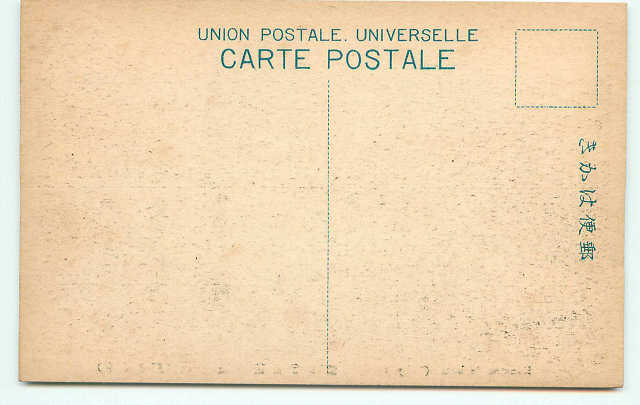 UNION POSTALE. UNIVERSELLE
CARTE POSTALE
きかは便郵